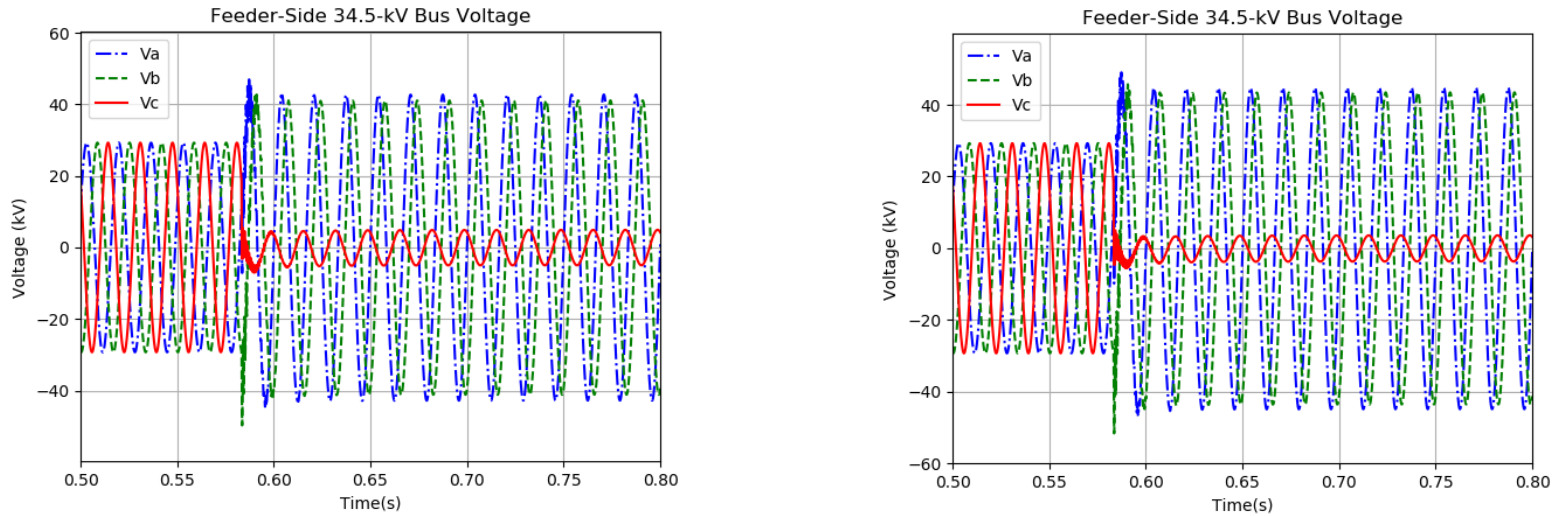 Feeder-Side 34.5-kV Bus Voltage
60
40
20
0
−20
−40
Voltage (kV)
Va
Vb
Vc
0.50 0.55 0.60 0.65 0.70 0.75 0.80
Time(s)
Feeder-Side 34.5-kV Bus Voltage
40
20
0
−20
−40
−60
Voltage (kV)
Va
Vb
Vc
0.50 0.55 0.60 0.65 0.70 0.75 0.80
Time(s)